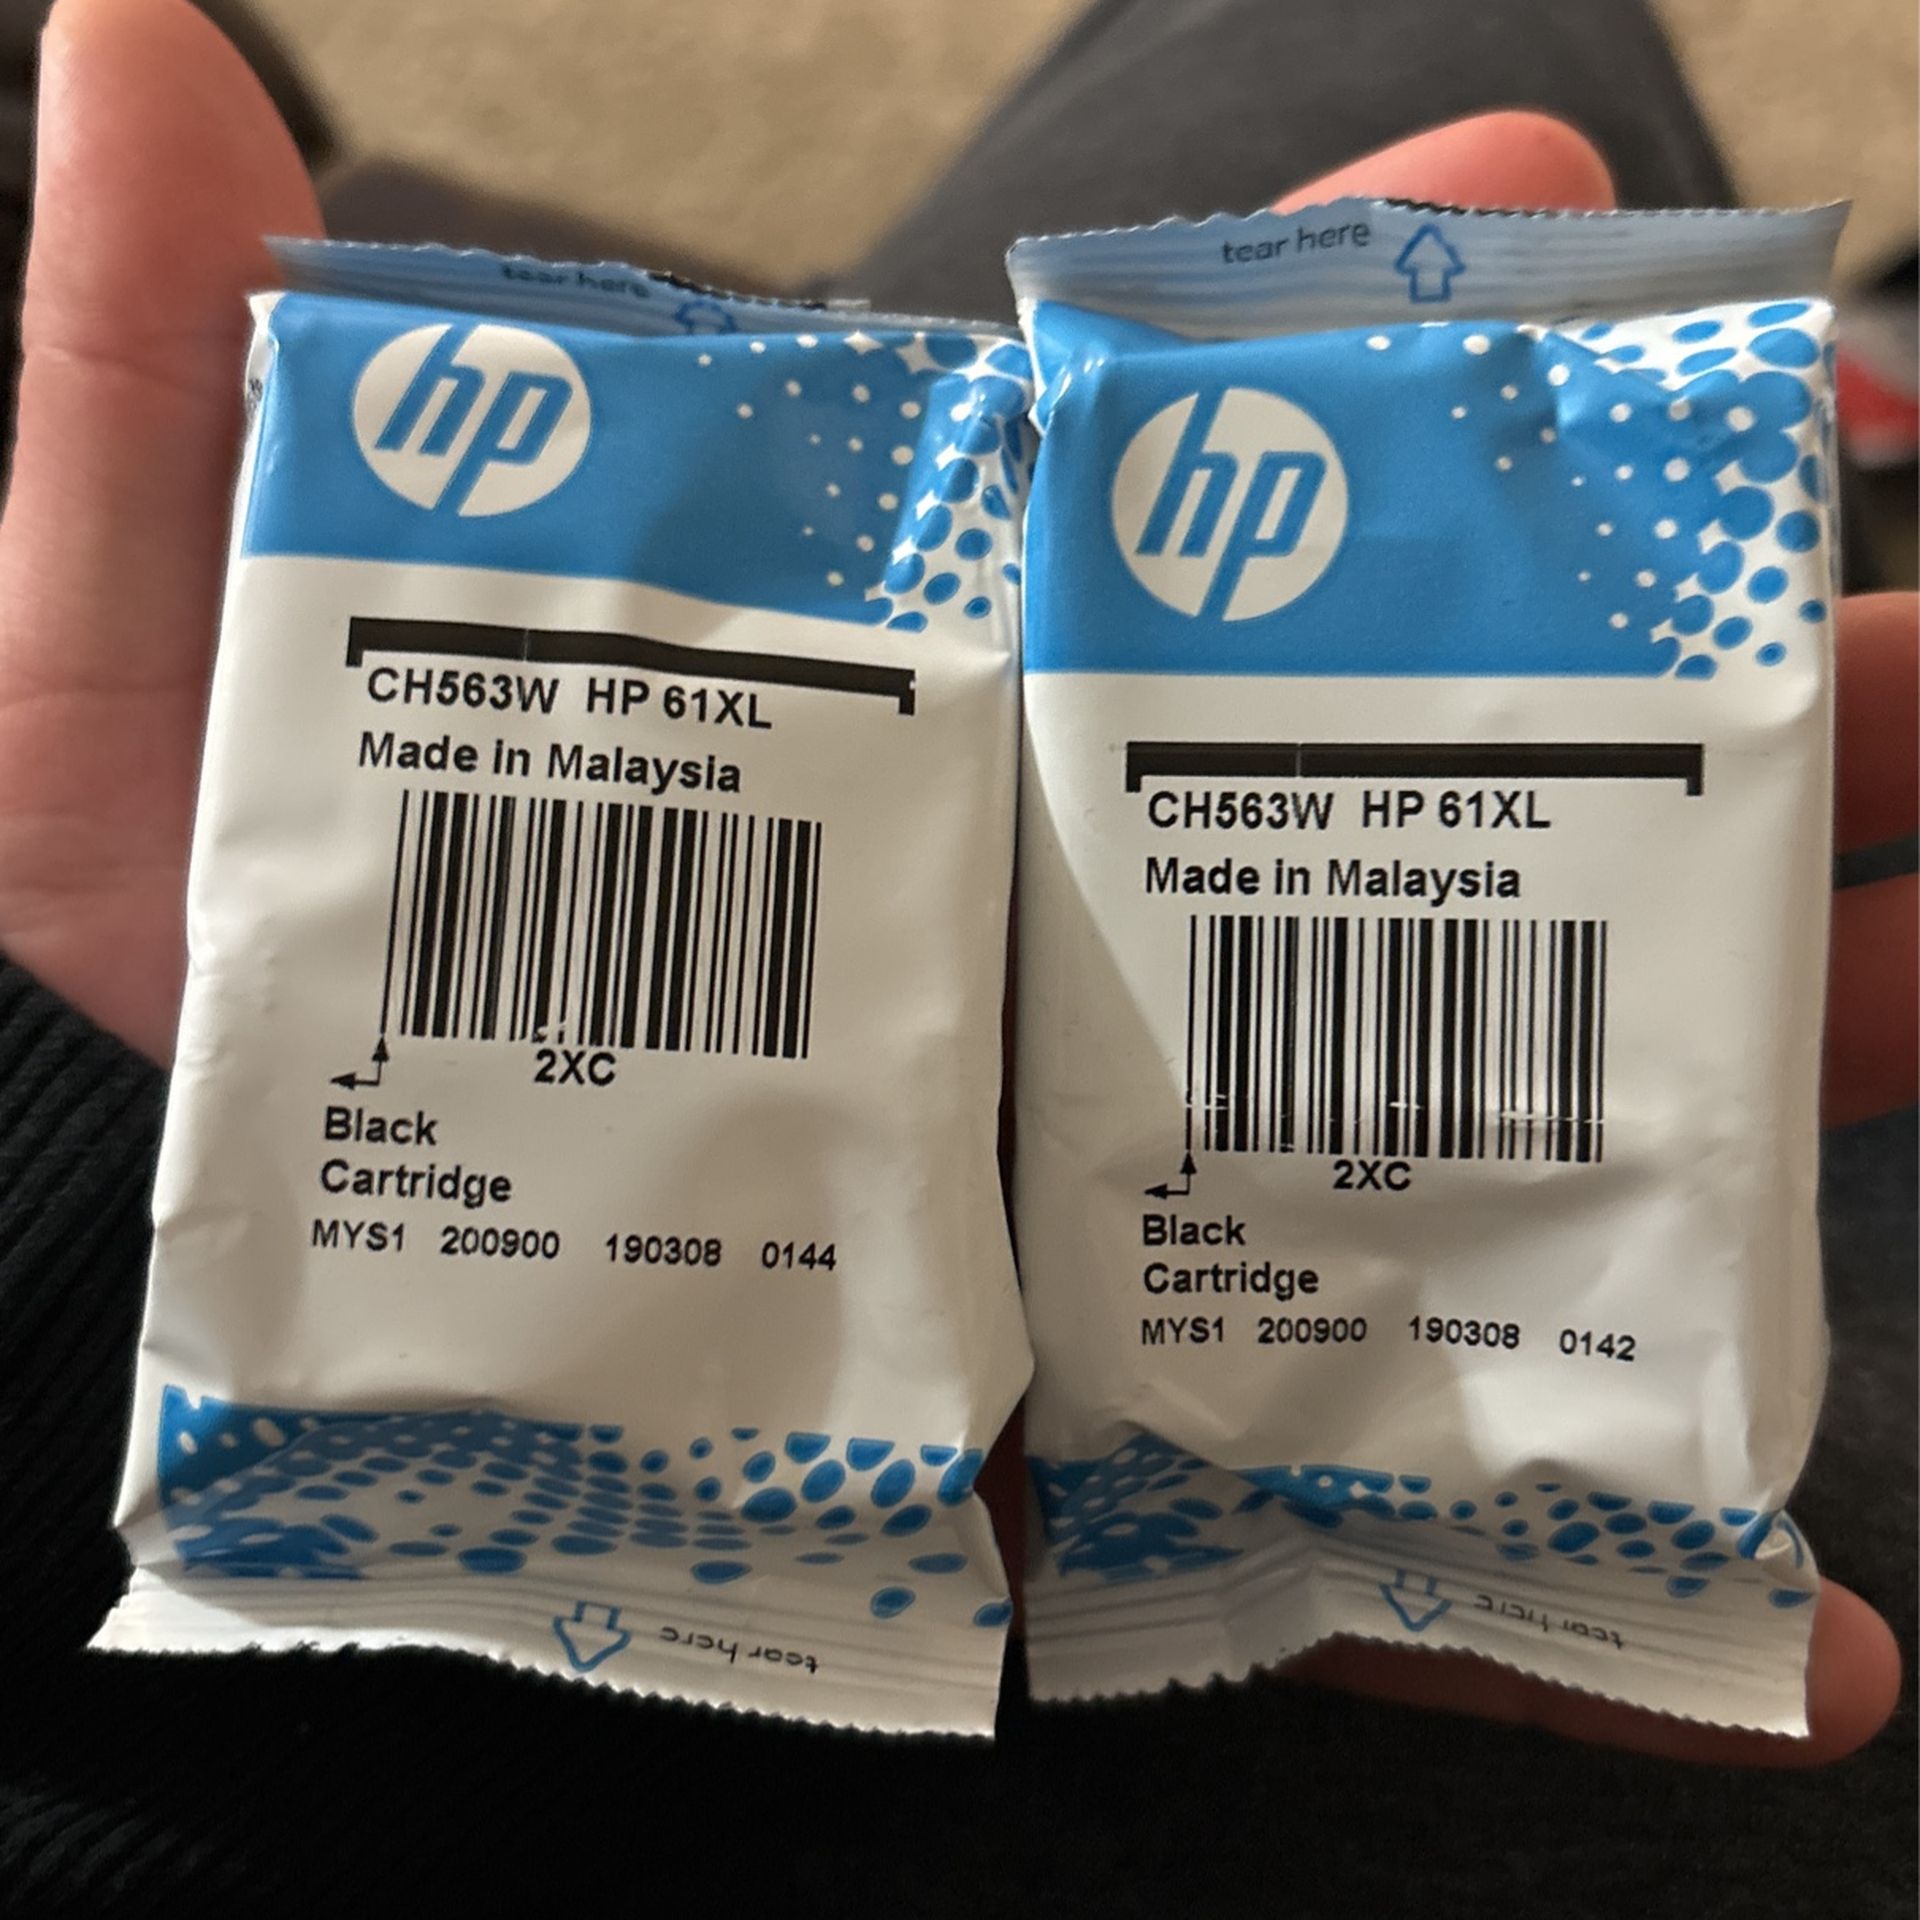 tear here
hp
CH563W HP 61XL
Made in Malaysia
2XC
Black
Cartridge
MYS1 200900 190308 0144
tear here
tear here
hp
CH563W HP 61XL
Made in Malaysia
2XC
Black
Cartridge
MYS1 200900 190308 0142
tear here